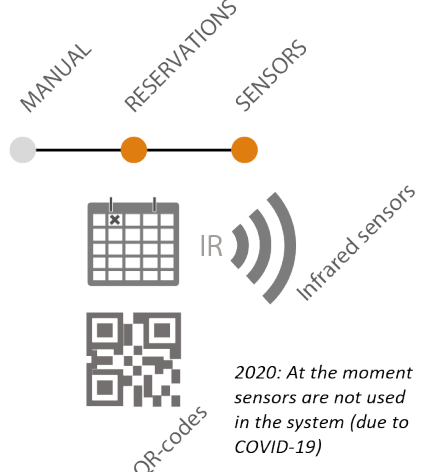 MANUAL
RESERVATIONS
SENSORS
IR
Infrared sensors
QR-codes
2020: At the moment
sensors are not used
in the system (due to
COVID-19)